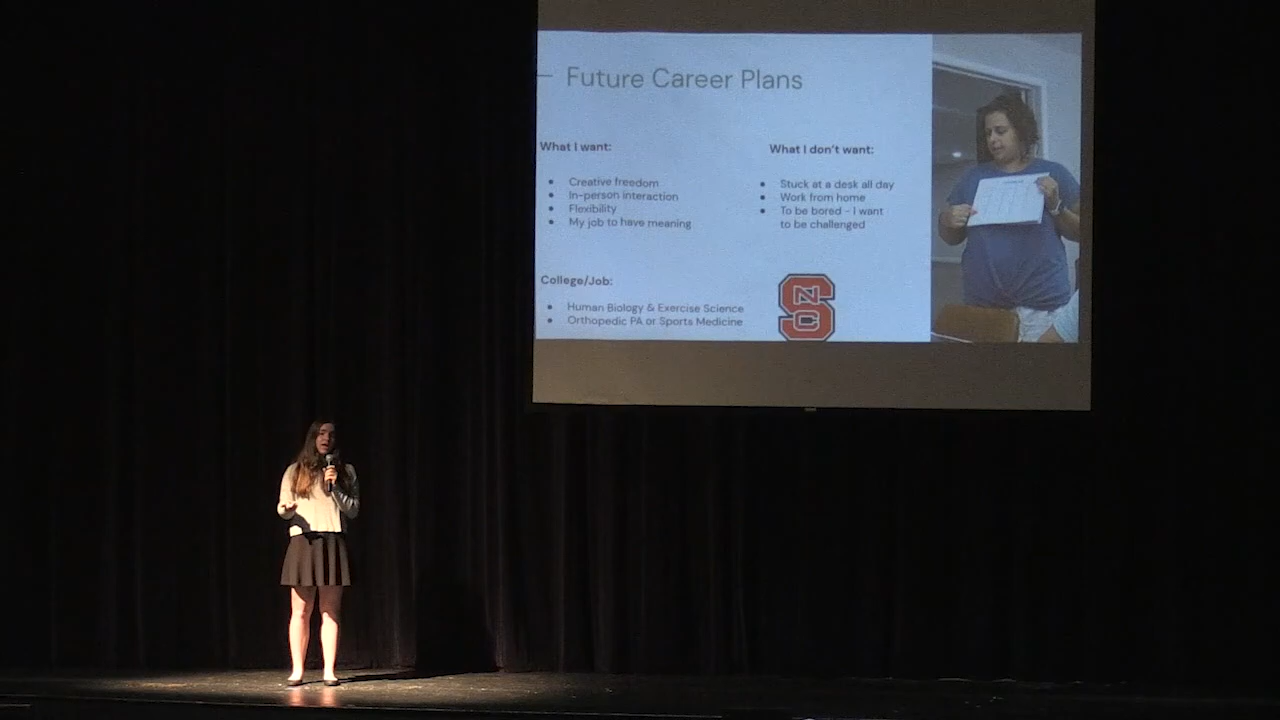 Future Career Plans
What I want:
• Creative freedom
• In-person interaction
• Flexibility
• My job to have meaning
What I don't want:
• Stuck at a desk all day
• Work from home
• To be bored - I want
to be challenged
College/Job:
• Human Biology & Exercise Science
• Orthopedic PA or Sports Medicine
NSC